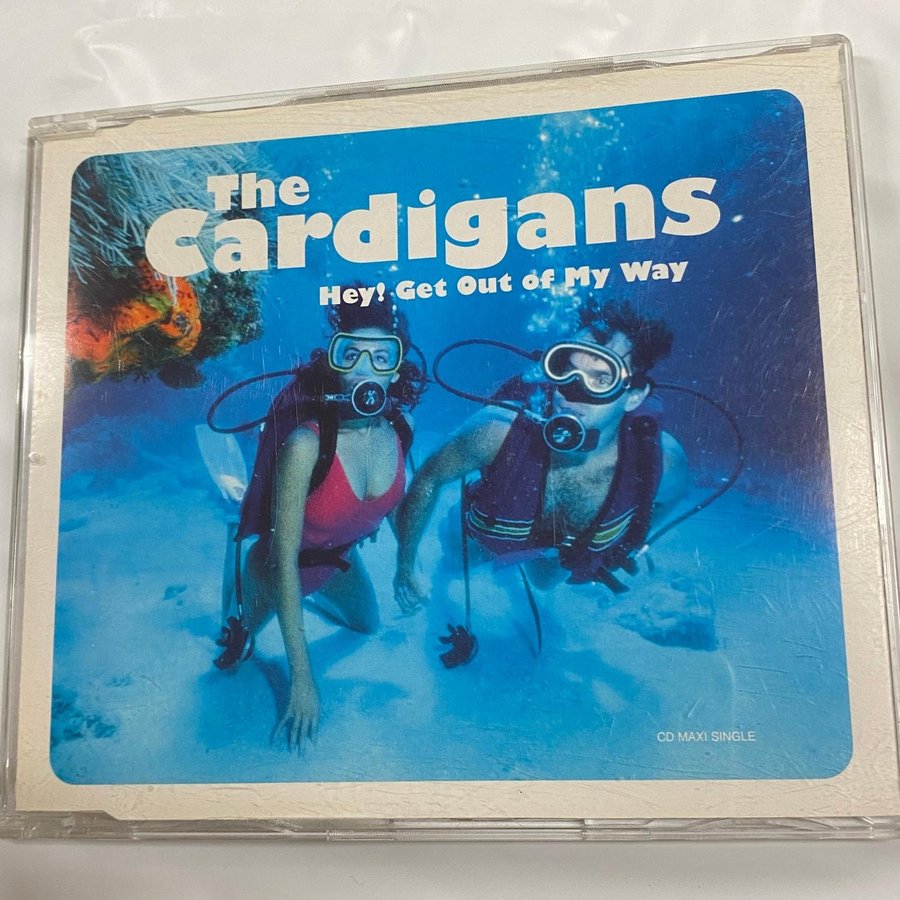 The
Cardigans
Hey! Get Out of My Way
CD MAXI SINGLE